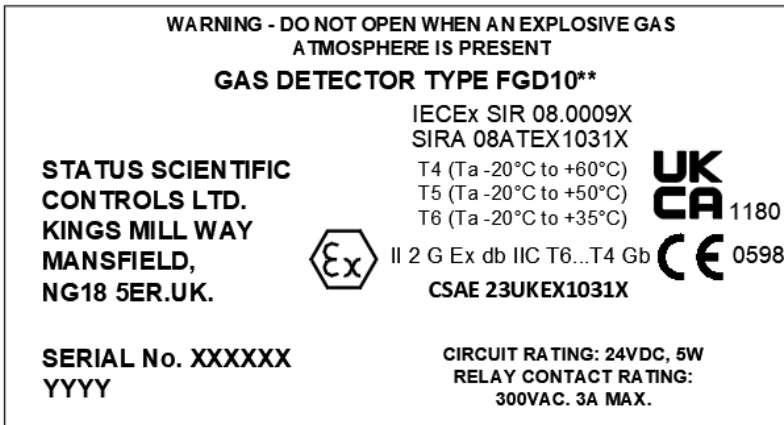 WARNING - DO NOT OPEN WHEN AN EXPLOSIVE GAS
ATMOSPHERE IS PRESENT
GAS DETECTOR TYPE FGD10**
IECEx SIR 08.0009X
SIRA 08ATEX1031X
T4 (Ta -20°C to +60°C)
T5 (Ta -20°C to +50°C)
T6 (Ta -20°C to +35°C)
UK
CA 1180
STATUS SCIENTIFIC
CONTROLS LTD.
KINGS MILL WAY
MANSFIELD,
NG18 5ER.UK.
Ex II 2 G Ex db IIC T6...T4 Gb CE 0598
CSAE 23UKEX1031X
SERIAL No. XXXXXX
YYYY
CIRCUIT RATING: 24VDC, 5W
RELAY CONTACT RATING:
300VAC. 3A MAX.